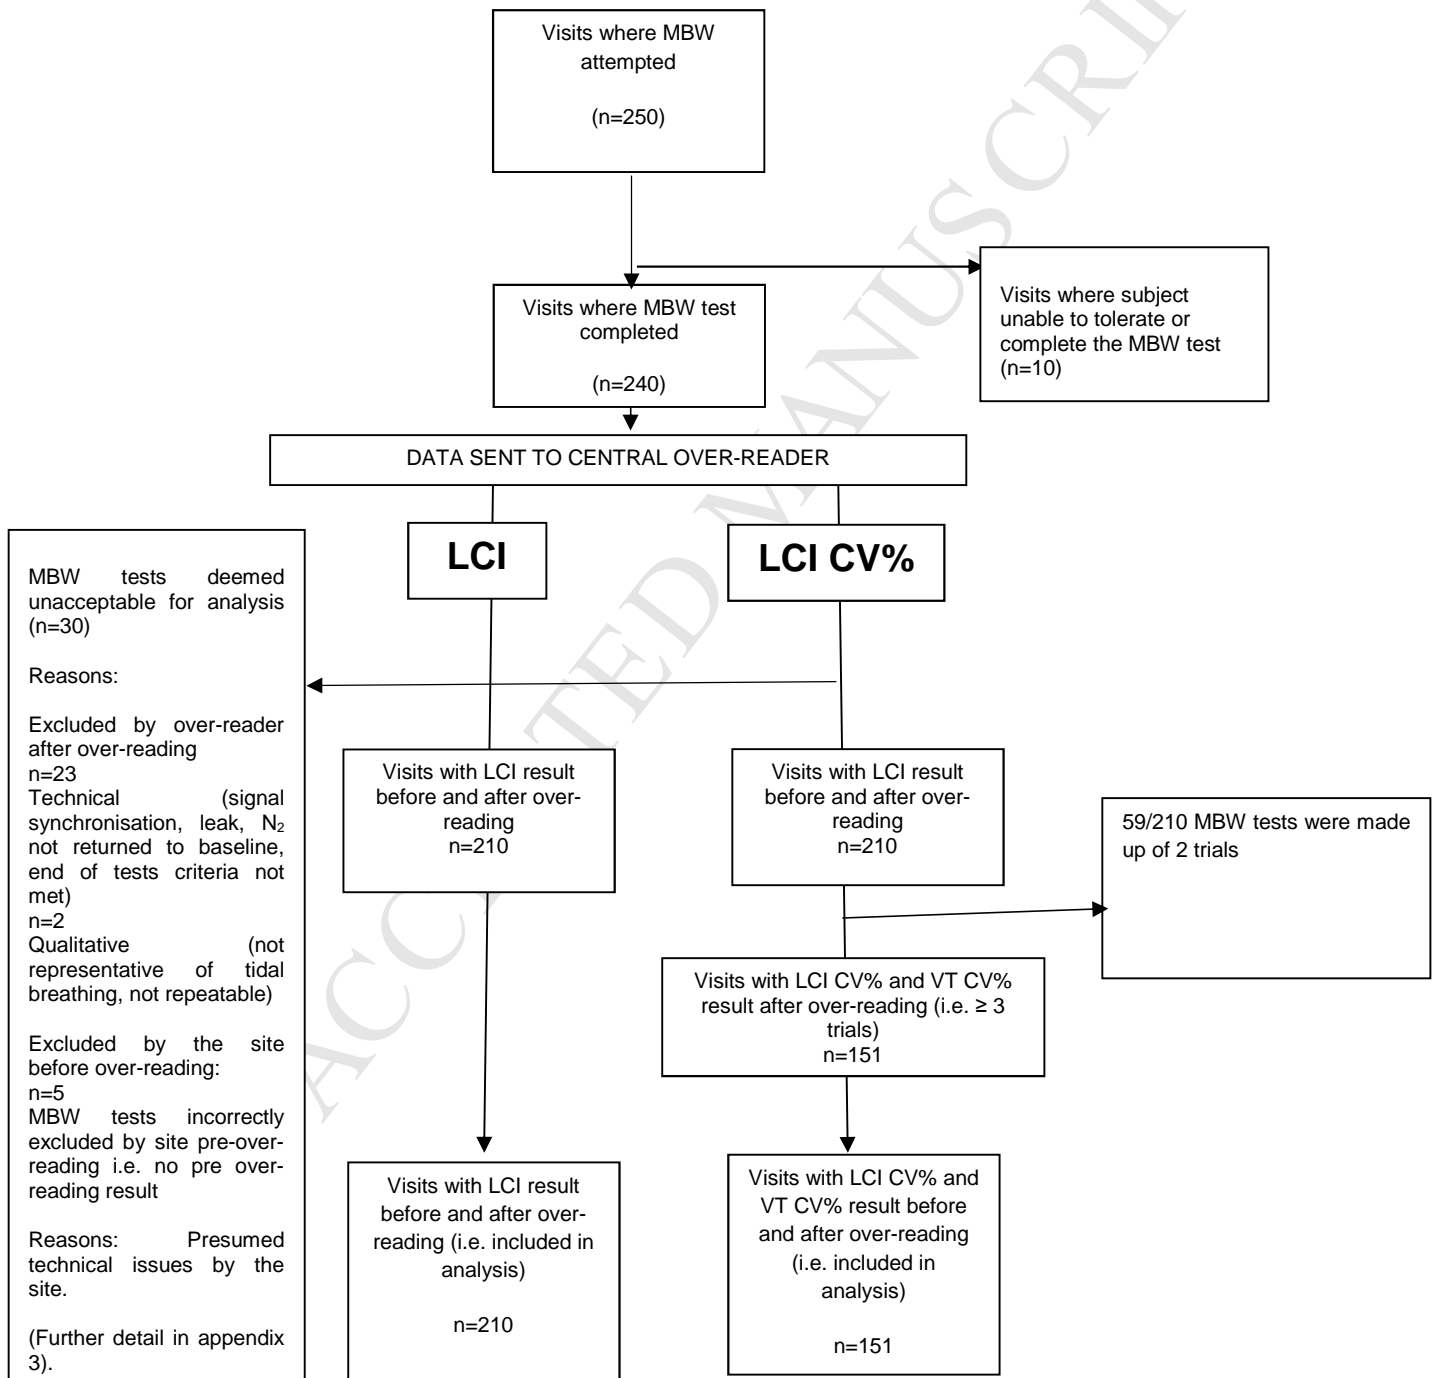 Visits where MBW
attempted
(n=250)
Visits where MBW test
completed
(n=240)
Visits where subject
unable to tolerate or
complete the MBW test
(n=10)
DATA SENT TO CENTRAL OVER-READER
LCI
LCI CV%
MBW tests deemed
unacceptable for analysis
(n=30)
Reasons:
Excluded by over-reader
after over-reading
n=23
Technical (signal
synchronisation, leak, N₂
not returned to baseline,
end of tests criteria not
met)
n=2
Qualitative (not
representative of tidal
breathing, not repeatable)
Excluded by the site
before over-reading:
n=5
MBW tests incorrectly
excluded by site pre-over-
reading i.e. no pre over-
reading result
Reasons: Presumed
technical issues by the
site.
(Further detail in appendix
3).
Visits with LCI result
before and after over-
reading
n=210
Visits with LCI result
before and after over-
reading
n=210
59/210 MBW tests were made
up of 2 trials
Visits with LCI CV% and VT CV%
result after over-reading (i.e. ≥ 3
trials)
n=151
Visits with LCI result
before and after over-
reading (i.e. included in
analysis)
n=210
Visits with LCI CV% and
VT CV% result before
and after over-reading
(i.e. included in
analysis)
n=151